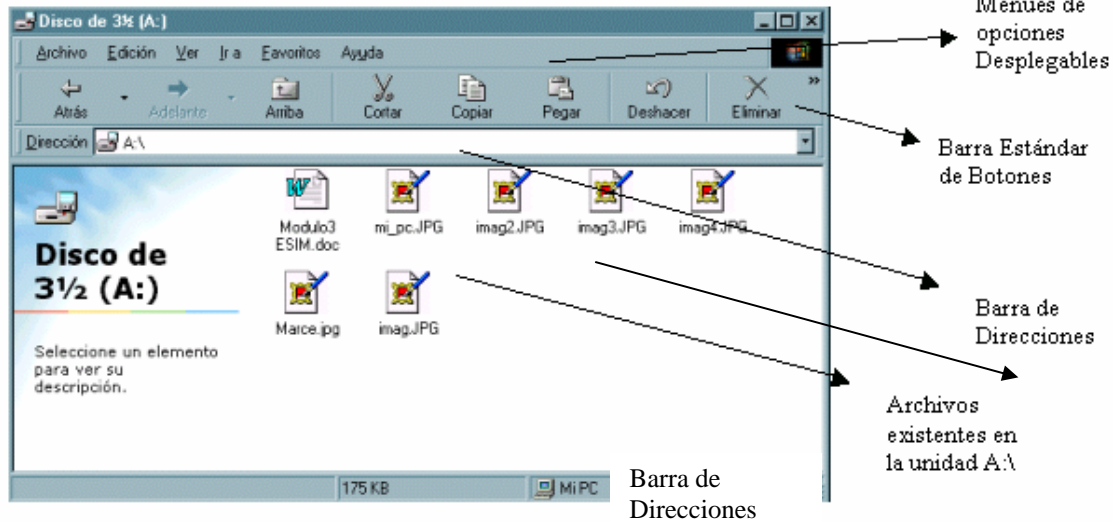 Disco de 3½ (A:)
Menúes de
opciones
Desplegables
Archivo Edición Ver Ir a Favoritos Ayuda
Atrás Adelante Arriba Cortar Copiar Pegar Deshacer Eliminar »
Dirección A:\
Barra Estándar
de Botones
Disco de
3½ (A:)
Seleccione un elemento
para ver su
descripción.
Modulo3
ESIM.doc
mi_pc.JPG
imag2.JPG
imag3.JPG
imag4.JPG
Marce.jpg
imag.JPG
Barra de
Direcciones
Archivos
existentes en
la unidad A:\
175 KB
Mi PC
Barra de
Direcciones